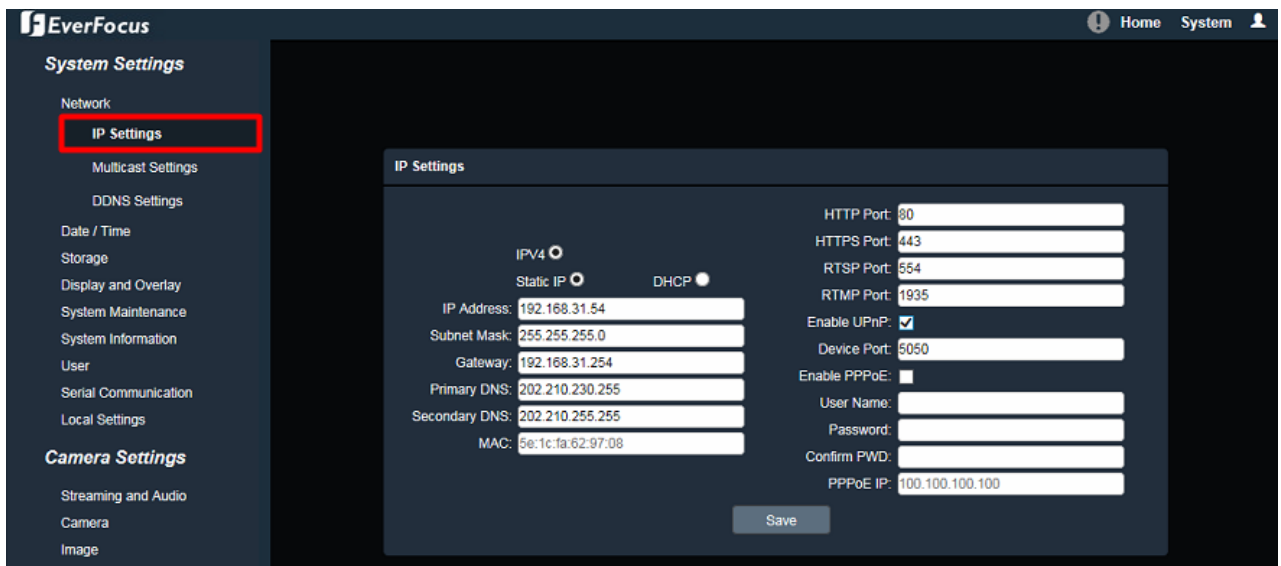 EverFocus
Home System
System Settings
Network
IP Settings
Multicast Settings
DDNS Settings
Date / Time
Storage
Display and Overlay
System Maintenance
System Information
User
Serial Communication
Local Settings
Camera Settings
Streaming and Audio
Camera
Image
IP Settings
IPV4
Static IP DHCP
IP Address: 192.168.31.54
Subnet Mask: 255.255.255.0
Gateway: 192.168.31.254
Primary DNS: 202.210.230.255
Secondary DNS: 202.210.255.255
MAC: 5e:1c:fa:62:97:08
HTTP Port: 80
HTTPS Port: 443
RTSP Port: 554
RTMP Port: 1935
Enable UPnP:
Device Port: 5050
Enable PPPoE:
User Name:
Password:
Confirm PWD:
PPPoE IP: 100.100.100.100
Save